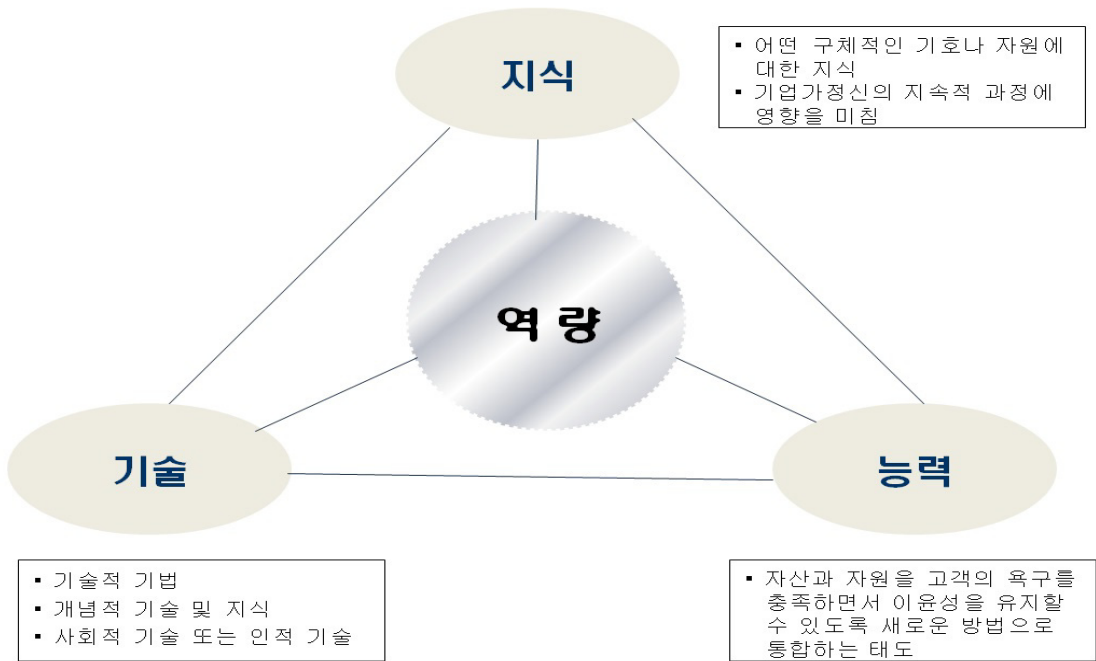 지식
▪ 어떤 구체적인 기호나 자원에
대한 지식
▪ 기업가정신의 지속적 과정에
영향을 미침
역 량
기술
능력
▪ 기술적 기법
▪ 개념적 기술 및 지식
▪ 사회적 기술 또는 인적 기술
▪ 자산과 자원을 고객의 욕구를
충족하면서 이윤성을 유지할
수 있도록 새로운 방법으로
통합하는 태도